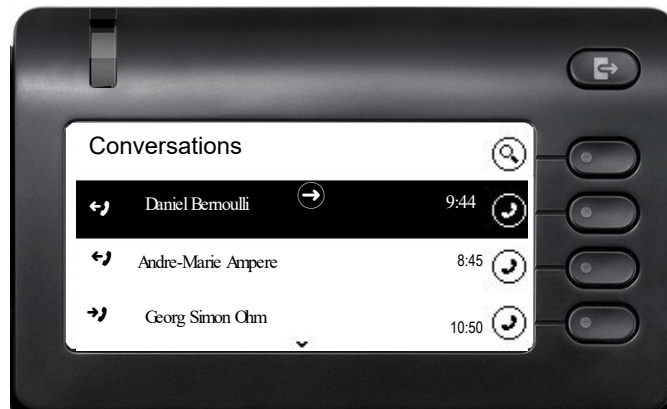 Conversations
Daniel Bernoulli 9:44
Andre-Marie Ampere 8:45
Georg Simon Ohm 10:50